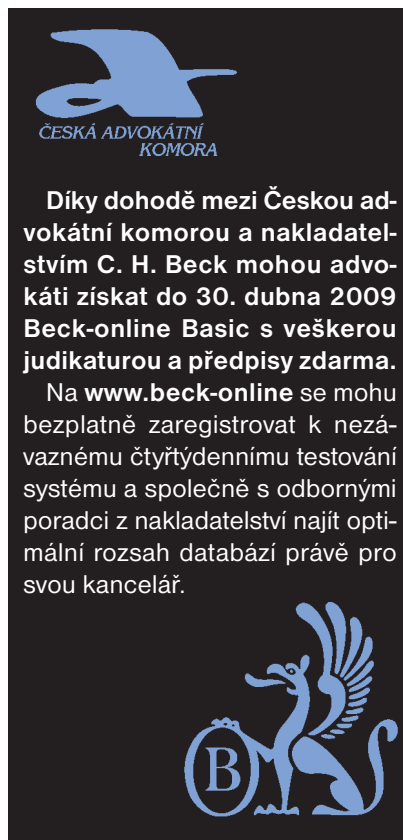 ČESKÁ ADVOKÁTNÍ
KOMORA
Díky dohodě mezi Českou ad-
vokátní komorou a nakladatel-
stvím C. H. Beck mohou advo-
káti získat do 30. dubna 2009
Beck-online Basic s veškerou
judikaturou a předpisy zdarma.
Na www.beck-online se mohu
bezplatně zaregistrovat k nezá-
vaznému čtyřtýdennímu testování
systému a společně s odbornými
poradci z nakladatelství najít opti-
mální rozsah databází právě pro
svou kancelář.
B